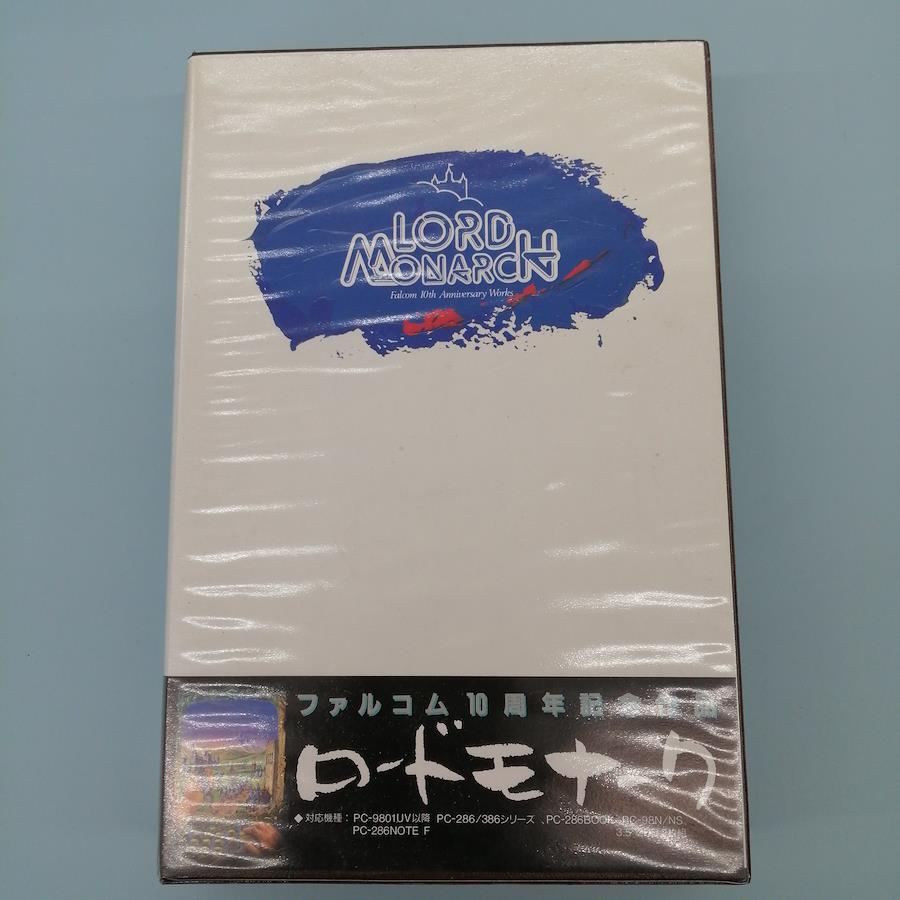 LORD
MONARCH
Falcom 10th Anniversary Works
ファルコム10周年記念作品
ロードモナーク
◆対応機種：PC-9801UV以降 PC-286/386シリーズ、PC-286BOOK、PC-98N/NS
PC-286NOTE F
3.5"